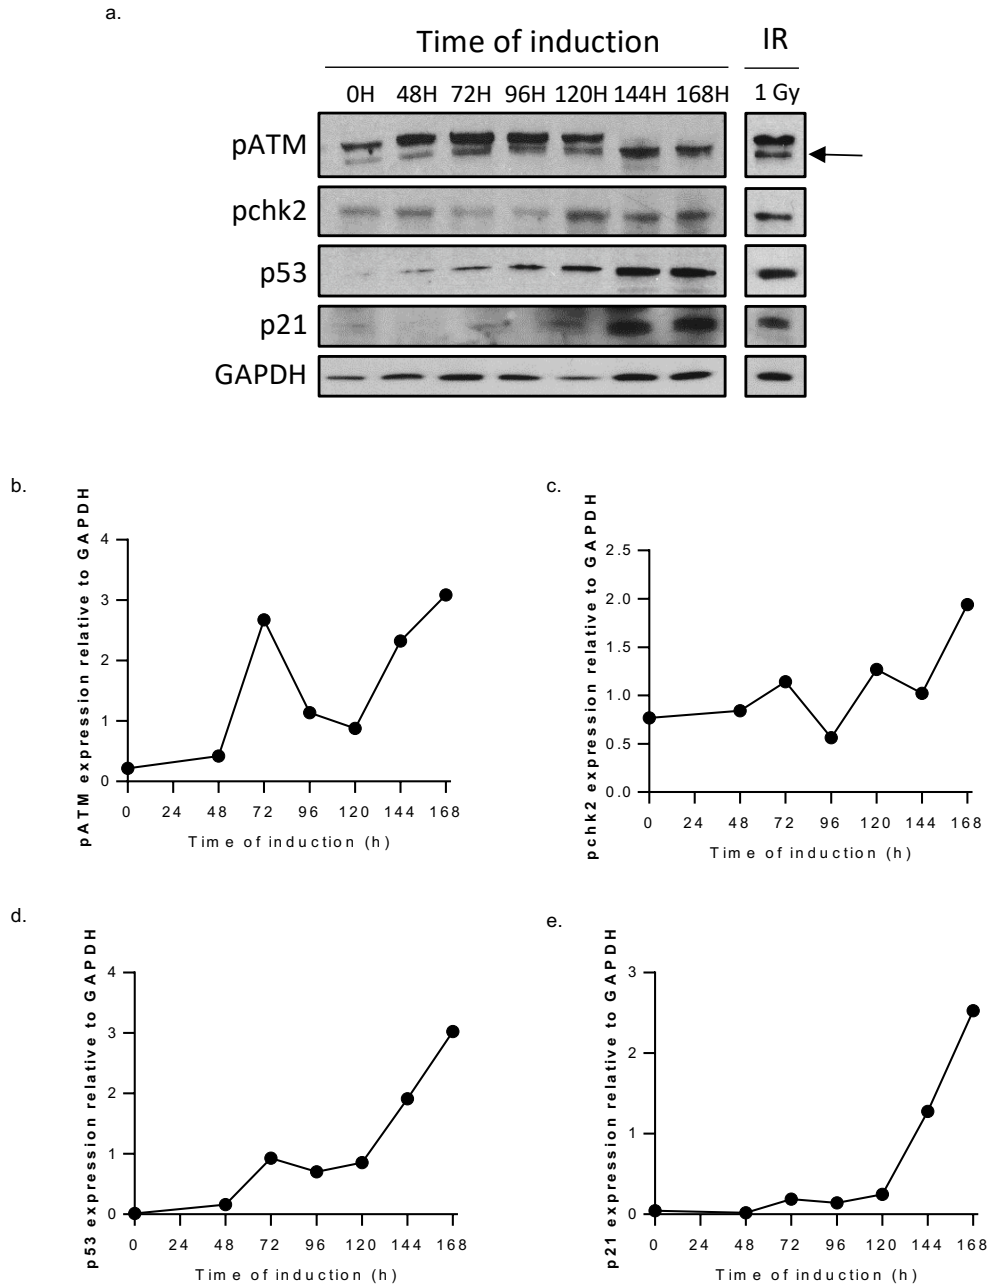 a.
Time of induction
IR
0H 48H 72H 96H 120H 144H 168H
1 Gy
pATM
pchk2
p53
p21
GAPDH
b.
pATM expression relative to GAPDH
4
3
2
1
0
0 24 48 72 96 120 144 168
Time of induction (h)
c.
pchk2 expression relative to GAPDH
2.5
2.0
1.5
1.0
0.5
0.0
0 24 48 72 96 120 144 168
Time of induction (h)
d.
p53 expression relative to GAPDH
4
3
2
1
0
0 24 48 72 96 120 144 168
Time of induction (h)
e.
p21 expression relative to GAPDH
3
2
1
0
0 24 48 72 96 120 144 168
Time of induction (h)